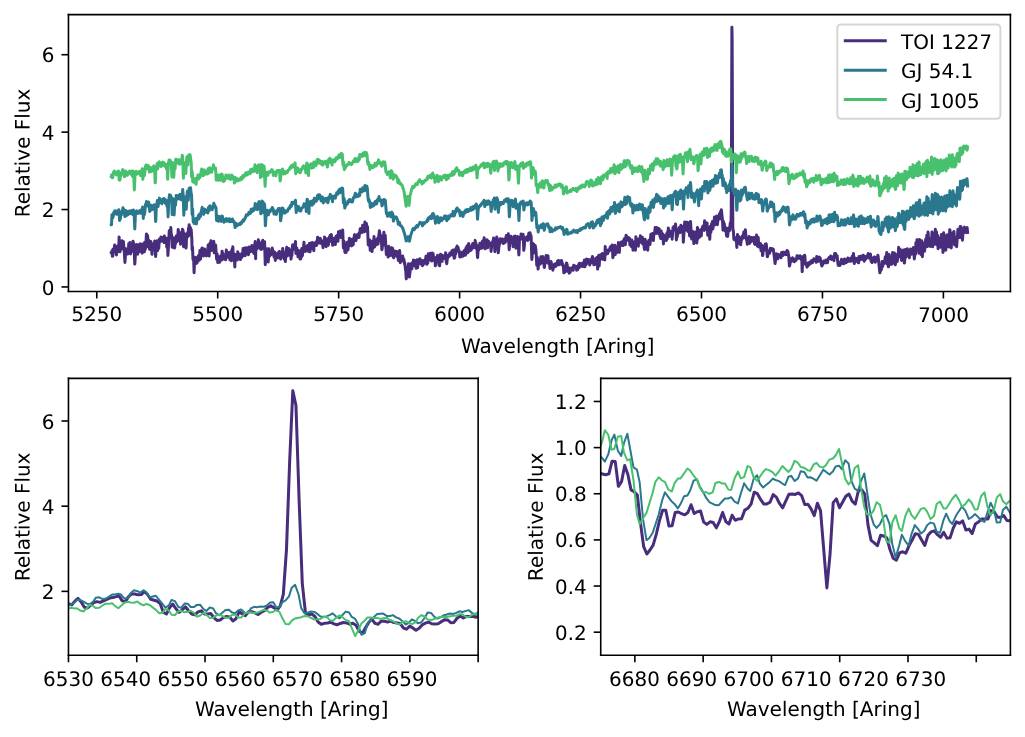 Relative Flux
6
4
2
0
TOI 1227
GJ 54.1
GJ 1005
5250 5500 5750 6000 6250 6500 6750 7000
Wavelength [Aring]
Relative Flux
6
4
2
6530 6540 6550 6560 6570 6580 6590
Wavelength [Aring]
Relative Flux
1.2
1.0
0.8
0.6
0.4
0.2
6680 6690 6700 6710 6720 6730
Wavelength [Aring]